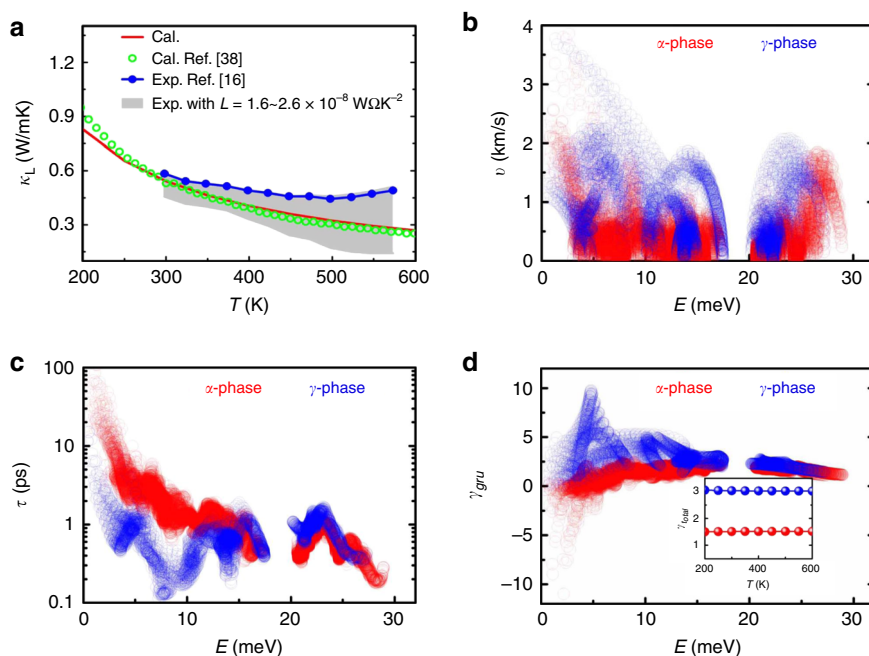 a
Cal.
Cal. Ref. [38]
Exp. Ref. [16]
Exp. with L = 1.6~2.6 × 10⁻⁸ WΩK⁻²
1.2
0.9
0.6
0.3
κL (W/mK)
200 300 400 500 600
T (K)
b
α-phase γ-phase
4
3
2
1
0
υ (km/s)
0 10 20 30
E (meV)
c
α-phase γ-phase
100
10
1
0.1
τ (ps)
0 10 20 30
E (meV)
d
α-phase γ-phase
10
5
0
−5
−10
γgru
0 10 20 30
E (meV)
3
2
1
γtotal
200 400 600
T (K)